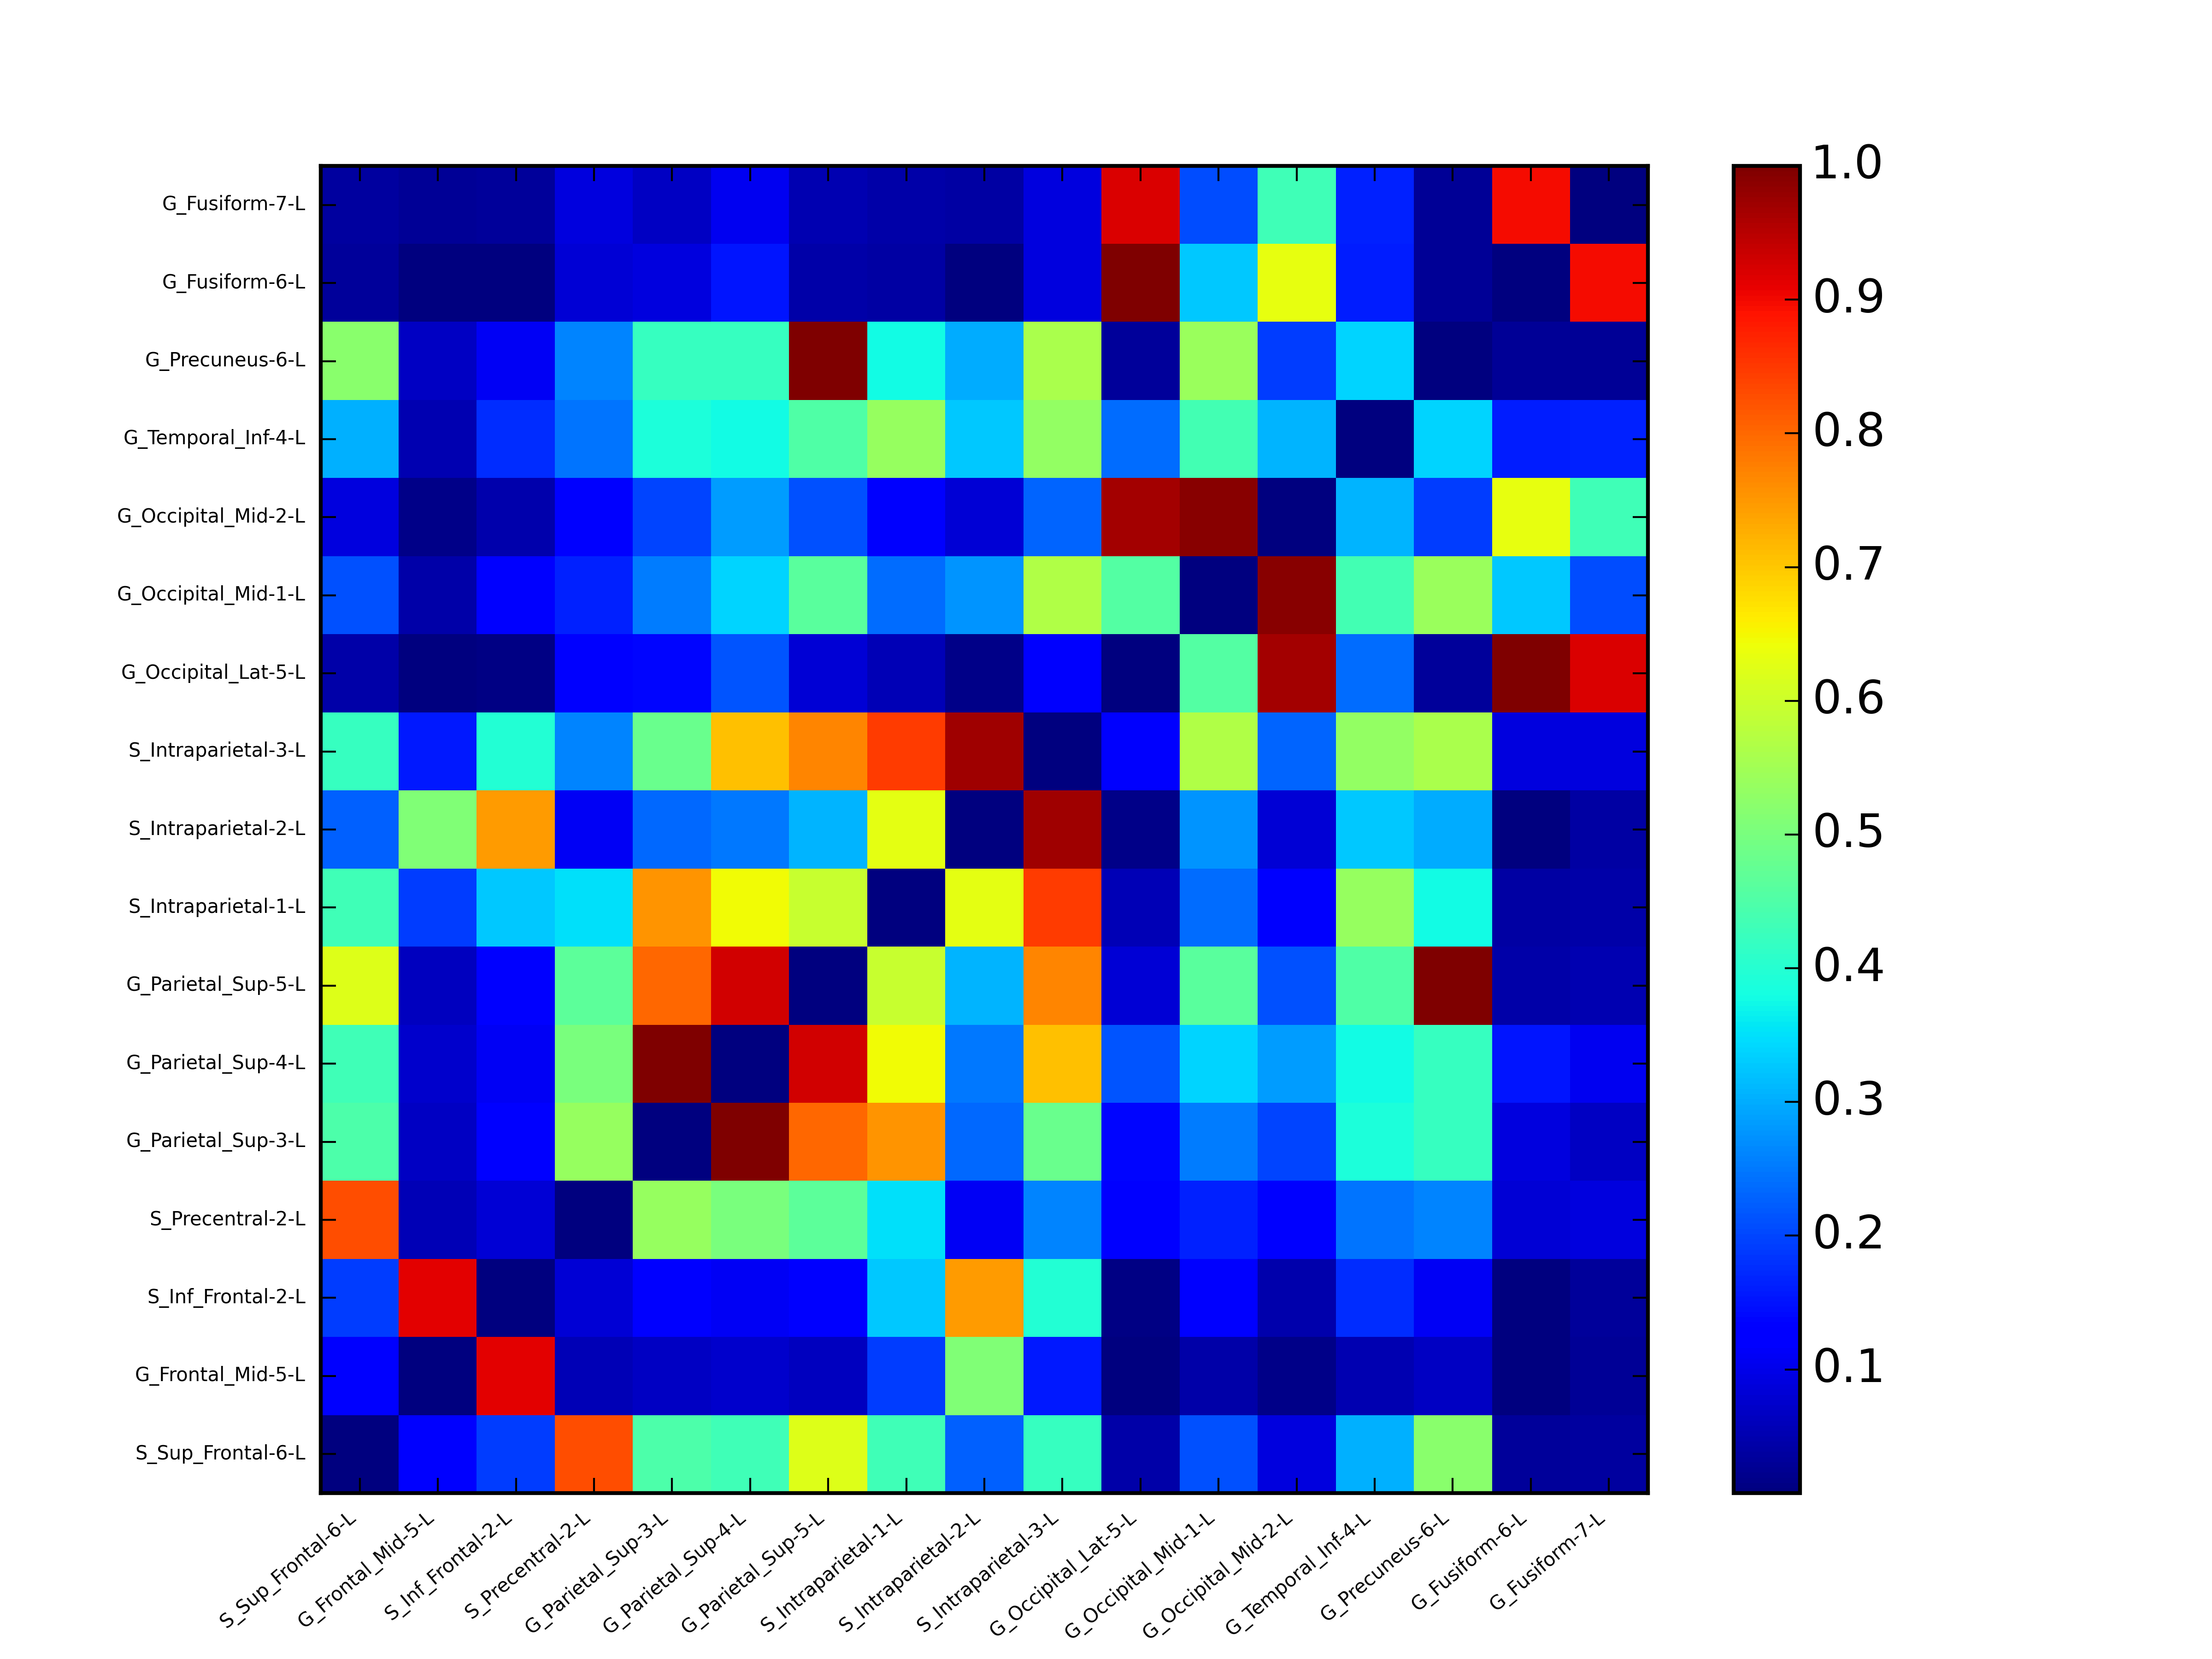 G_Fusiform-7-L
G_Fusiform-6-L
G_Precuneus-6-L
G_Temporal_Inf-4-L
G_Occipital_Mid-2-L
G_Occipital_Mid-1-L
G_Occipital_Lat-5-L
S_Intraparietal-3-L
S_Intraparietal-2-L
S_Intraparietal-1-L
G_Parietal_Sup-5-L
G_Parietal_Sup-4-L
G_Parietal_Sup-3-L
S_Precentral-2-L
S_Inf_Frontal-2-L
G_Frontal_Mid-5-L
S_Sup_Frontal-6-L
S_Sup_Frontal-6-L
G_Frontal_Mid-5-L
S_Inf_Frontal-2-L
S_Precentral-2-L
G_Parietal_Sup-3-L
G_Parietal_Sup-4-L
G_Parietal_Sup-5-L
S_Intraparietal-1-L
S_Intraparietal-2-L
S_Intraparietal-3-L
G_Occipital_Lat-5-L
G_Occipital_Mid-1-L
G_Occipital_Mid-2-L
G_Temporal_Inf-4-L
G_Precuneus-6-L
G_Fusiform-6-L
G_Fusiform-7-L
1.0
0.9
0.8
0.7
0.6
0.5
0.4
0.3
0.2
0.1